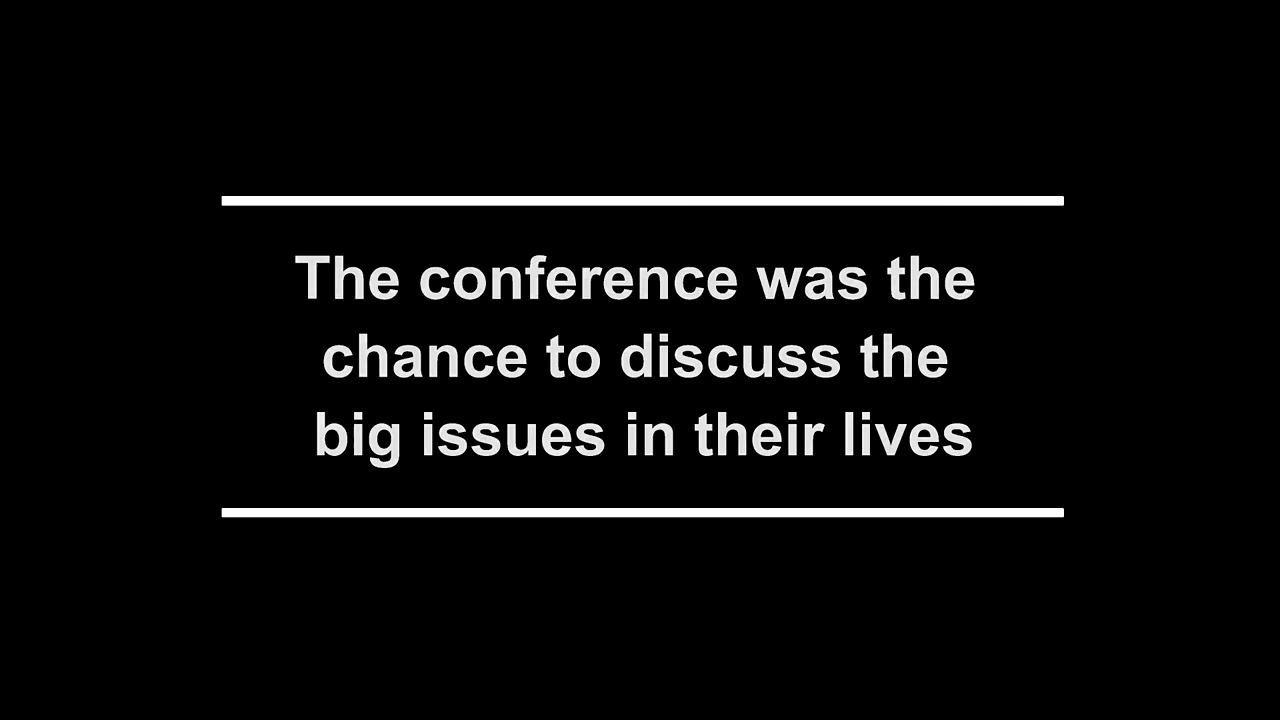 The conference was the
chance to discuss the
big issues in their lives